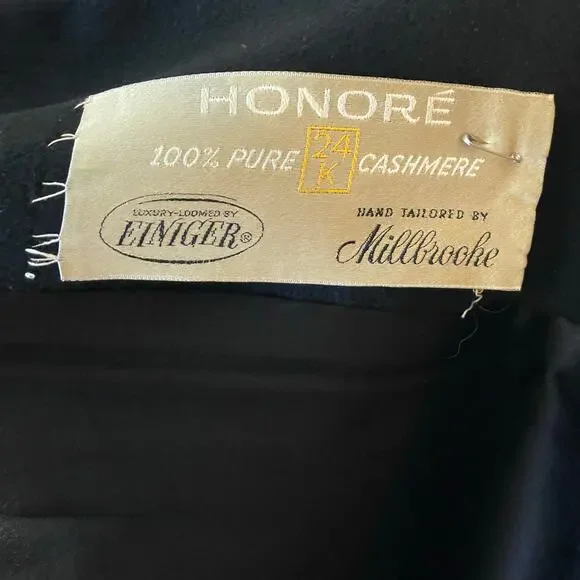 HONORÉ
100% PURE 24 K CASHMERE
LUXURY-LOOMED BY
EINIGER®
HAND TAILORED BY
Millbrooke